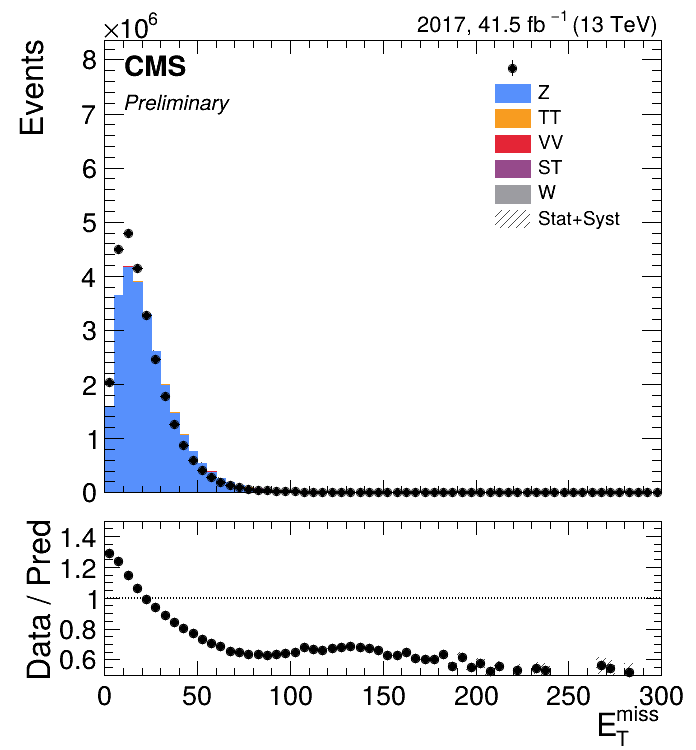 ×10⁶
2017, 41.5 fb⁻¹ (13 TeV)
Events
8
7
6
5
4
3
2
1
0
CMS
Preliminary
Z
TT
VV
ST
W
Stat+Syst
Data / Pred
1.4
1.2
1
0.8
0.6
0 50 100 150 200 250 300
E_T^miss